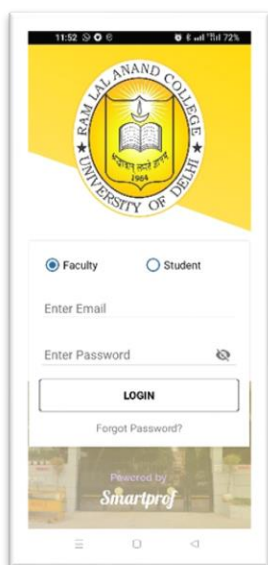 11:52
72%
RAM LAL ANAND COLLEGE
1964
UNIVERSITY OF DELHI
Faculty
Student
Enter Email
Enter Password
LOGIN
Forgot Password?
Powered by
Smartprof